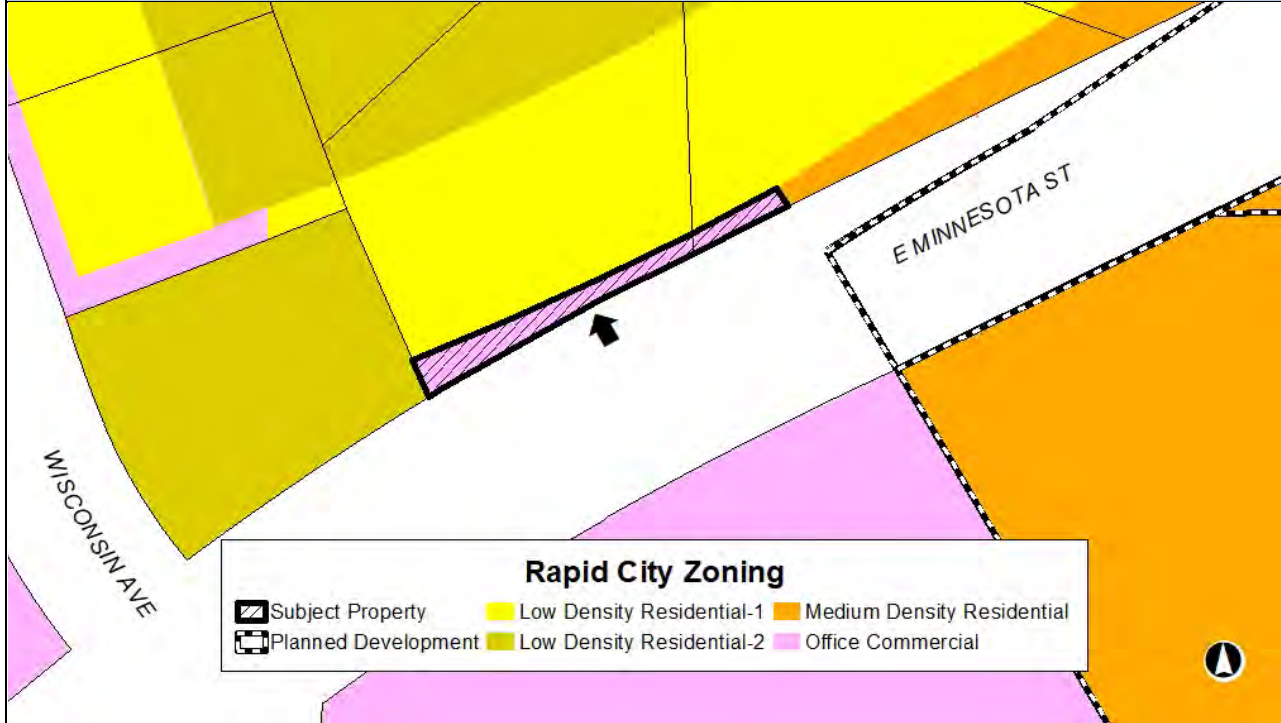 E MINNESOTA ST
WISCONSIN AVE
Rapid City Zoning
Subject Property
Low Density Residential-1
Medium Density Residential
Planned Development
Low Density Residential-2
Office Commercial